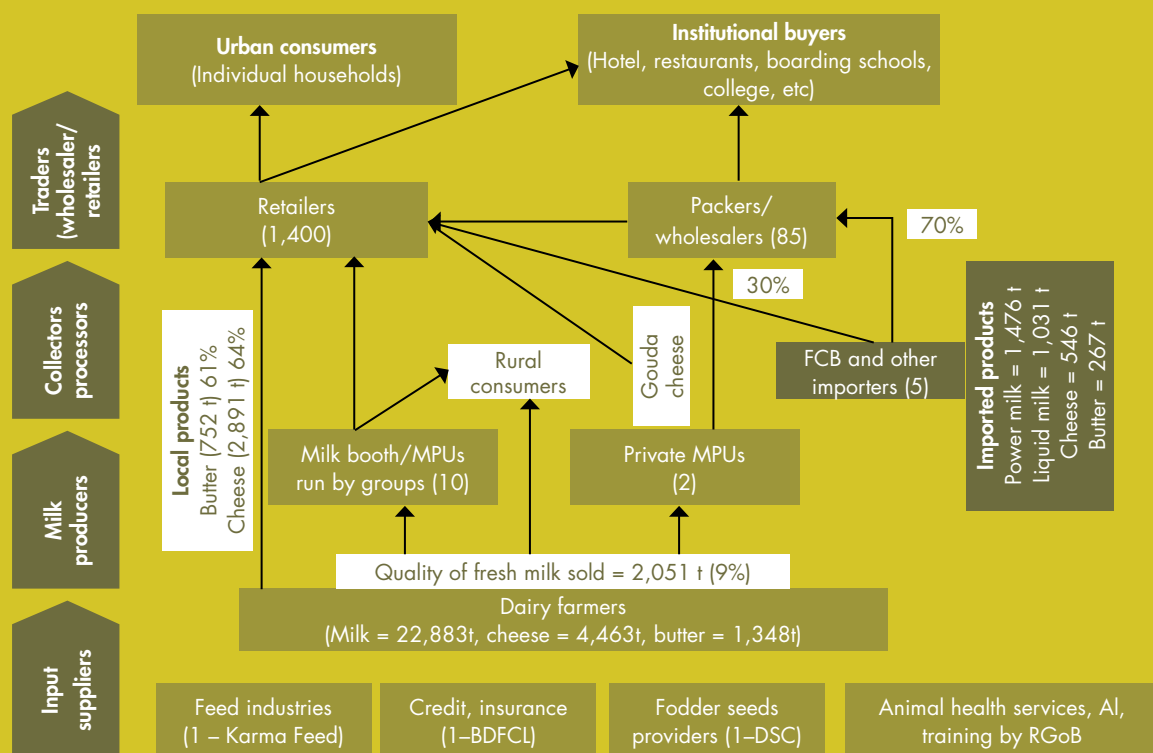 Urban consumers
(Individual households)
Institutional buyers
(Hotel, restaurants, boarding schools,
college, etc)
Traders
(wholesaler/
retailers
Retailers
(1,400)
Packers/
wholesalers (85)
70%
30%
Collectors
processors
Local products
Butter (752 t) 61%
Cheese (2,891 t) 64%
Rural
consumers
Gouda
cheese
FCB and other
importers (5)
Imported products
Power milk = 1,476 t
Liquid milk = 1,031 t
Cheese = 546 t
Butter = 267 t
Milk
producers
Milk booth/MPUs
run by groups (10)
Private MPUs
(2)
Quality of fresh milk sold = 2,051 t (9%)
Dairy farmers
(Milk = 22,883t, cheese = 4,463t, butter = 1,348t)
Input
suppliers
Feed industries
(1 – Karma Feed)
Credit, insurance
(1–BDFCL)
Fodder seeds
providers (1–DSC)
Animal health services, AI,
training by RGoB